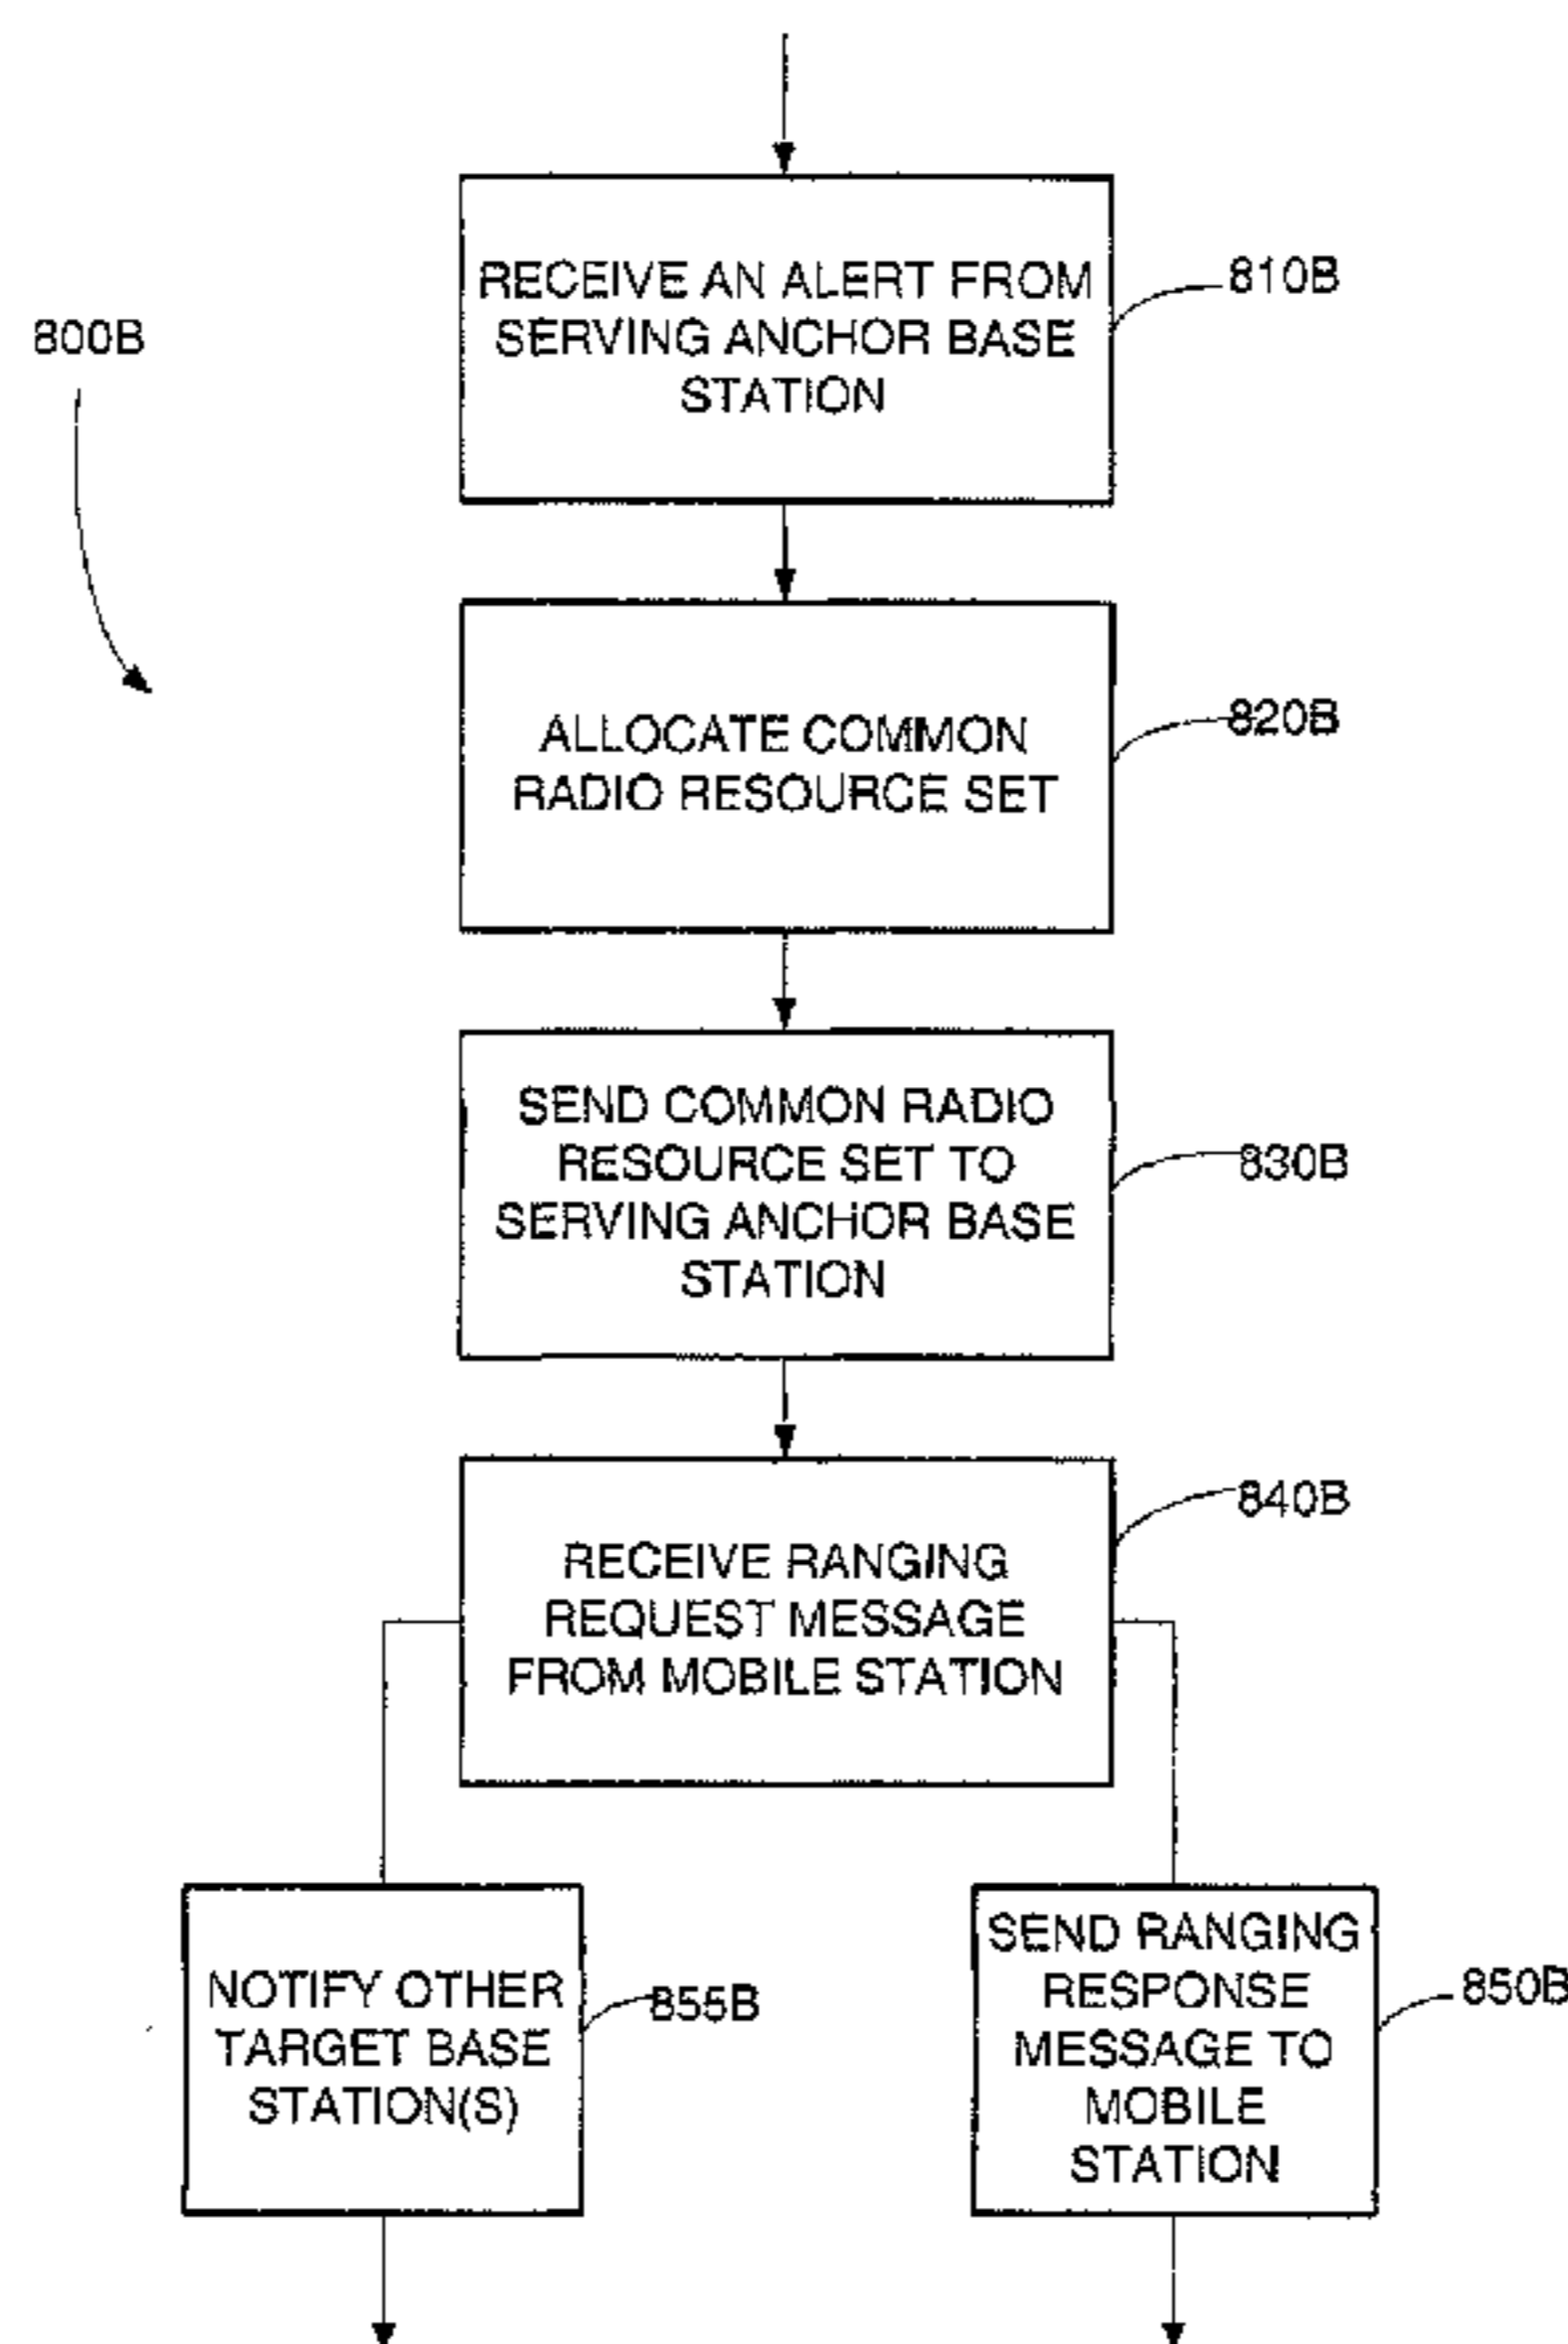 800B
RECEIVE AN ALERT FROM
SERVING ANCHOR BASE
STATION
810B
ALLOCATE COMMON
RADIO RESOURCE SET
820B
SEND COMMON RADIO
RESOURCE SET TO
SERVING ANCHOR BASE
STATION
830B
RECEIVE RANGING
REQUEST MESSAGE
FROM MOBILE STATION
840B
NOTIFY OTHER
TARGET BASE
STATION(S)
855B
SEND RANGING
RESPONSE
MESSAGE TO
MOBILE
STATION
850B